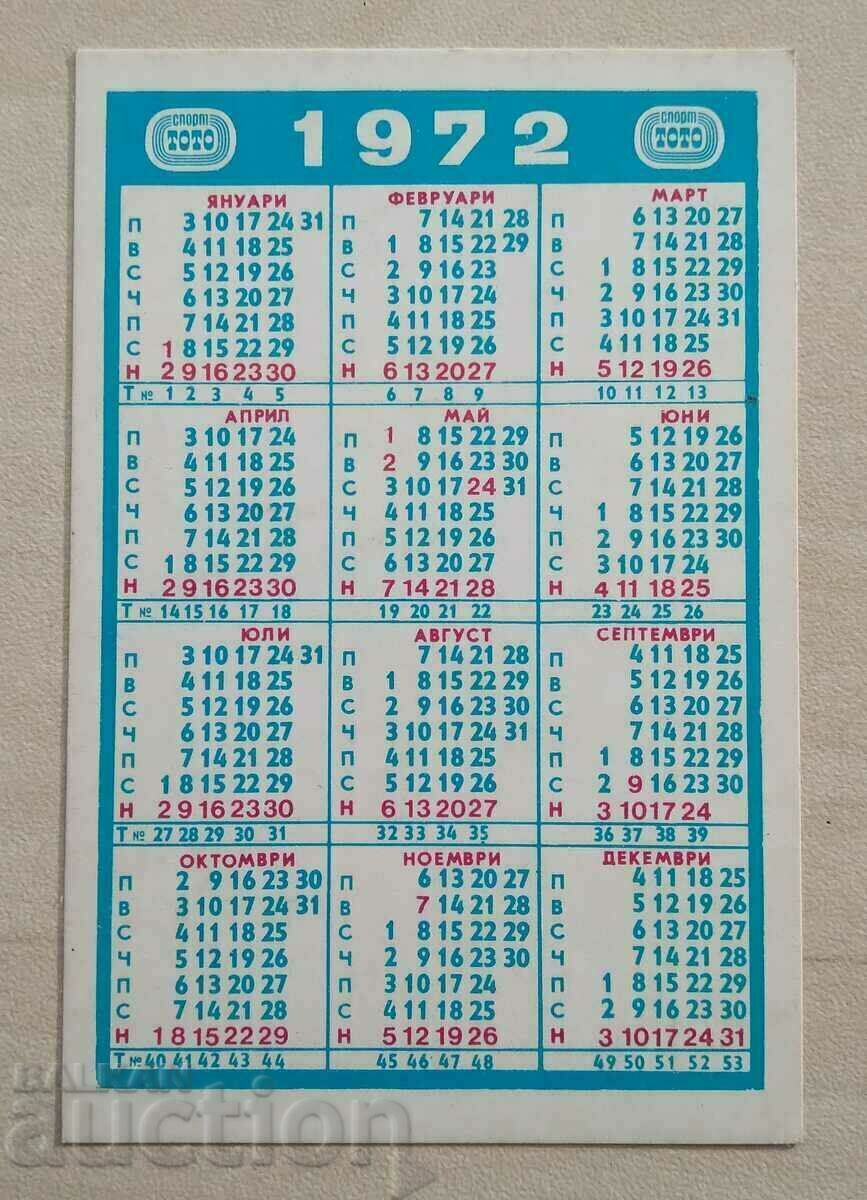 спорт ТОТО 1972 спорт ТОТО
ЯНУАРИ ФЕВРУАРИ МАРТ
П 3 10 17 24 31 П 7 14 21 28 П 6 13 20 27
В 4 11 18 25 В 1 8 15 22 29 В 7 14 21 28
С 5 12 19 26 С 2 9 16 23 С 1 8 15 22 29
Ч 6 13 20 27 Ч 3 10 17 24 Ч 2 9 16 23 30
П 7 14 21 28 П 4 11 18 25 П 3 10 17 24 31
С 1 8 15 22 29 С 5 12 19 26 С 4 11 18 25
Н 2 9 16 23 30 Н 6 13 20 27 Н 5 12 19 26
Т № 1 2 3 4 5 6 7 8 9 10 11 12 13
АПРИЛ МАЙ ЮНИ
П 3 10 17 24 П 1 8 15 22 29 П 5 12 19 26
В 4 11 18 25 В 2 9 16 23 30 В 6 13 20 27
С 5 12 19 26 С 3 10 17 24 31 С 7 14 21 28
Ч 6 13 20 27 Ч 4 11 18 25 Ч 1 8 15 22 29
П 7 14 21 28 П 5 12 19 26 П 2 9 16 23 30
С 1 8 15 22 29 С 6 13 20 27 С 3 10 17 24
Н 2 9 16 23 30 Н 7 14 21 28 Н 4 11 18 25
Т № 14 15 16 17 18 19 20 21 22 23 24 25 26
ЮЛИ АВГУСТ СЕПТЕМВРИ
П 3 10 17 24 31 П 7 14 21 28 П 4 11 18 25
В 4 11 18 25 В 1 8 15 22 29 В 5 12 19 26
С 5 12 19 26 С 2 9 16 23 30 С 6 13 20 27
Ч 6 13 20 27 Ч 3 10 17 24 31 Ч 7 14 21 28
П 7 14 21 28 П 4 11 18 25 П 1 8 15 22 29
С 1 8 15 22 29 С 5 12 19 26 С 2 9 16 23 30
Н 2 9 16 23 30 Н 6 13 20 27 Н 3 10 17 24
Т № 27 28 29 30 31 32 33 34 35 36 37 38 39
ОКТОМВРИ НОЕМВРИ ДЕКЕМВРИ
П 2 9 16 23 30 П 6 13 20 27 П 4 11 18 25
В 3 10 17 24 31 В 7 14 21 28 В 5 12 19 26
С 4 11 18 25 С 1 8 15 22 29 С 6 13 20 27
Ч 5 12 19 26 Ч 2 9 16 23 30 Ч 7 14 21 28
П 6 13 20 27 П 3 10 17 24 П 1 8 15 22 29
С 7 14 21 28 С 4 11 18 25 С 2 9 16 23 30
Н 1 8 15 22 29 Н 5 12 19 26 Н 3 10 17 24 31
Т № 40 41 42 43 44 45 46 47 48 49 50 51 52 53
BALKAN
auction